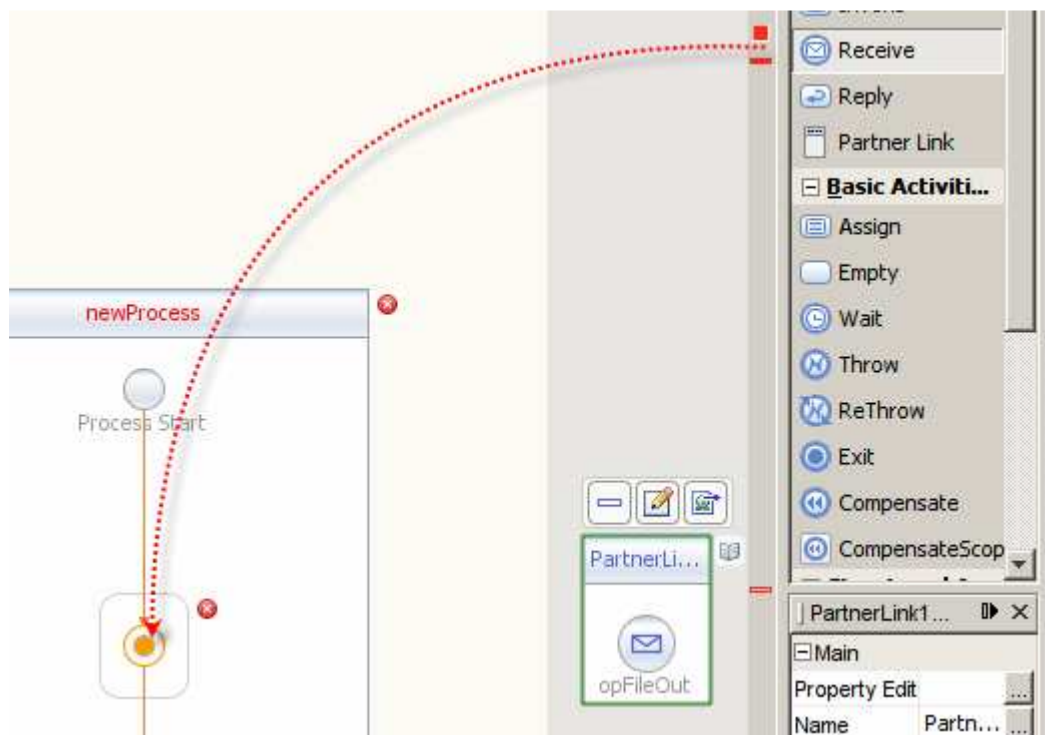 Receive
Reply
Partner Link
Basic Activiti...
Assign
Empty
Wait
Throw
ReThrow
Exit
Compensate
CompensateScop
newProcess
Process Start
PartnerLi...
opFileOut
PartnerLink1...
Main
Property Edit ...
Name Partn... ...